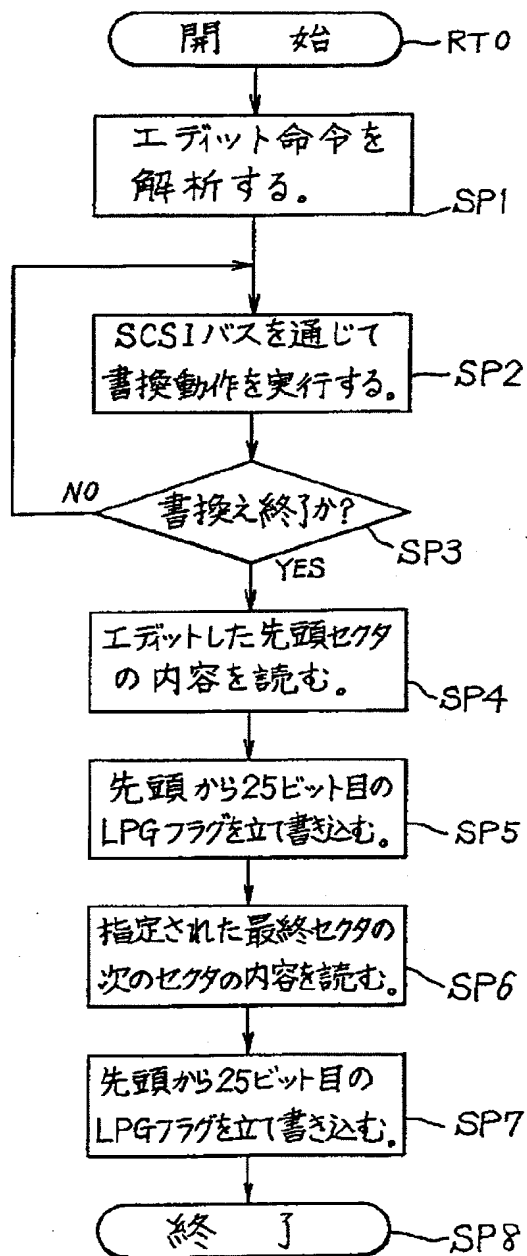 開 始
RT0
エディット命令を
解析する。
SP1
SCSIバスを通じて
書換動作を実行する。
SP2
NO
書換え終了か?
SP3
YES
エディットした先頭セクタ
の内容を読む。
SP4
先頭から25ビット目の
LPGフラグを立て書き込む。
SP5
指定された最終セクタの
次のセクタの内容を読む。
SP6
先頭から25ビット目の
LPGフラグを立て書き込む。
SP7
終 了
SP8